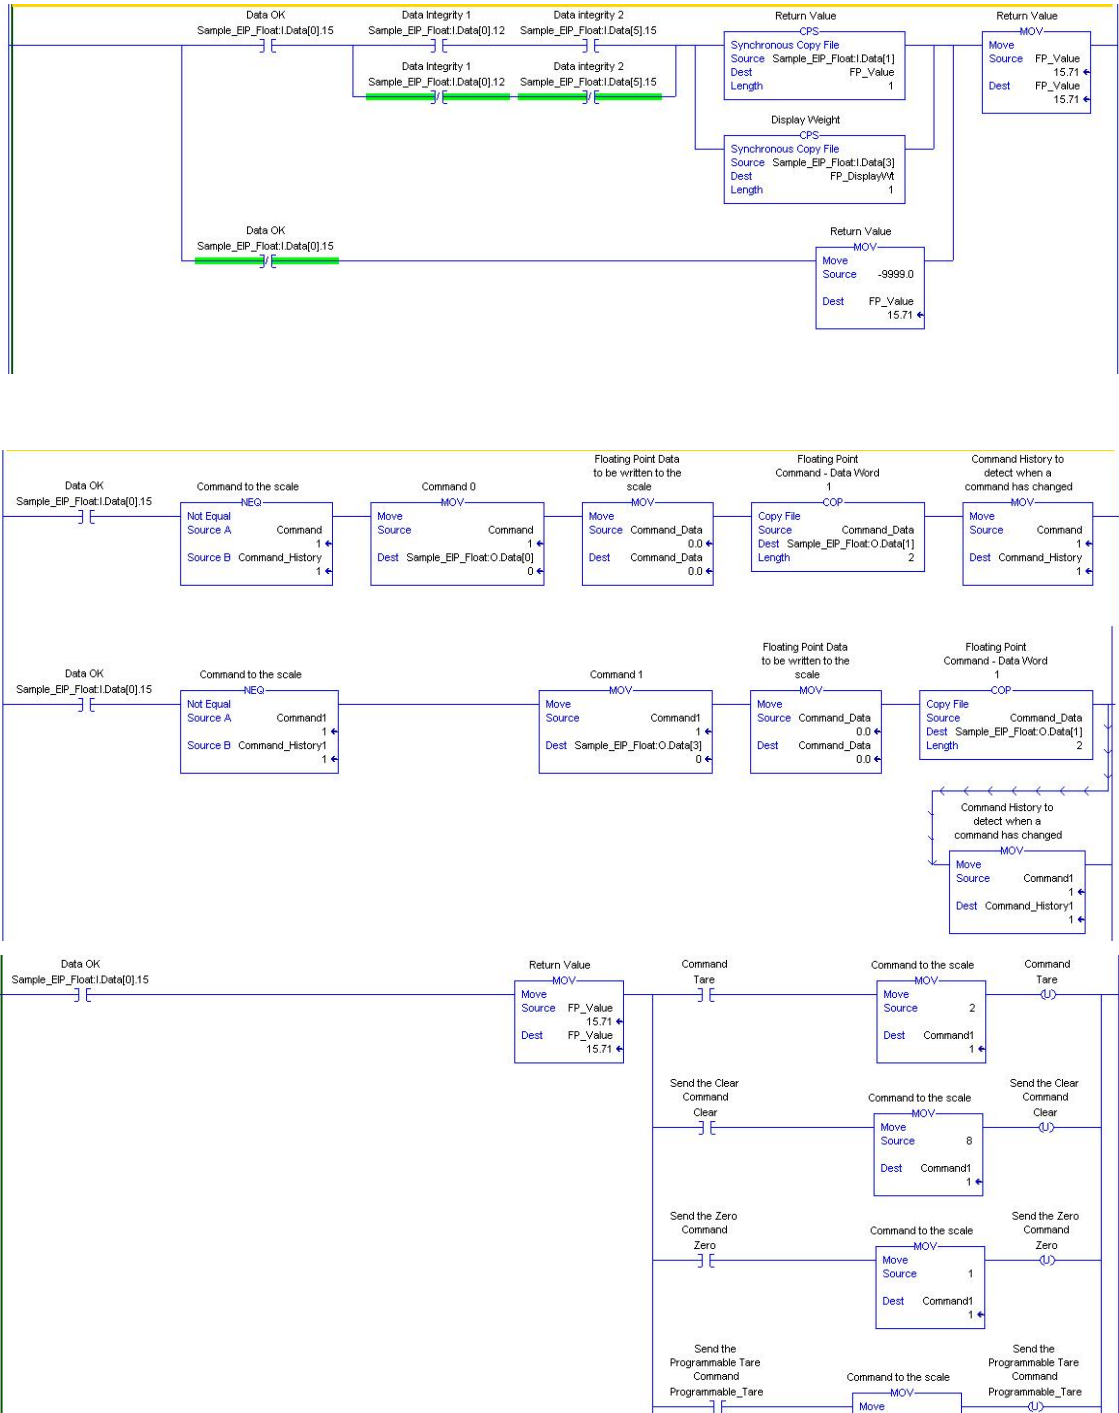 Data OK
Sample_EIP_Float:I.Data[0].15
Data Integrity 1
Sample_EIP_Float:I.Data[0].12
Data integrity 2
Sample_EIP_Float:I.Data[5].15
Data Integrity 1
Sample_EIP_Float:I.Data[0].12
Data integrity 2
Sample_EIP_Float:I.Data[5].15
Return Value
CPS
Synchronous Copy File
Source Sample_EIP_Float:I.Data[1]
Dest FP_Value
Length 1
Return Value
MOV
Move
Source FP_Value
15.71
Dest FP_Value
15.71
Display Weight
CPS
Synchronous Copy File
Source Sample_EIP_Float:I.Data[3]
Dest FP_DisplayWt
Length 1
Data OK
Sample_EIP_Float:I.Data[0].15
Return Value
MOV
Move
Source -9999.0
Dest FP_Value
15.71
Data OK
Sample_EIP_Float:I.Data[0].15
Command to the scale
NEQ
Not Equal
Source A Command
1
Source B Command_History
1
Command 0
MOV
Move
Source Command
1
Dest Sample_EIP_Float:O.Data[0]
0
Floating Point Data
to be written to the
scale
MOV
Move
Source Command_Data
0.0
Dest Command_Data
0.0
Floating Point
Command - Data Word
1
COP
Copy File
Source Command_Data
Dest Sample_EIP_Float:O.Data[1]
Length 2
Command History to
detect when a
command has changed
MOV
Move
Source Command
1
Dest Command_History
1
Data OK
Sample_EIP_Float:I.Data[0].15
Command to the scale
NEQ
Not Equal
Source A Command1
1
Source B Command_History1
1
Command 1
MOV
Move
Source Command1
1
Dest Sample_EIP_Float:O.Data[3]
0
Floating Point Data
to be written to the
scale
MOV
Move
Source Command_Data
0.0
Dest Command_Data
0.0
Floating Point
Command - Data Word
1
COP
Copy File
Source Command_Data
Dest Sample_EIP_Float:O.Data[1]
Length 2
Command History to
detect when a
command has changed
MOV
Move
Source Command1
1
Dest Command_History1
1
Data OK
Sample_EIP_Float:I.Data[0].15
Return Value
MOV
Move
Source FP_Value
15.71
Dest FP_Value
15.71
Command
Tare
Command to the scale
MOV
Move
Source 2
Dest Command1
1
Command
Tare
U
Send the Clear
Command
Clear
Command to the scale
MOV
Move
Source 8
Dest Command1
1
Send the Clear
Command
Clear
U
Send the Zero
Command
Zero
Command to the scale
MOV
Move
Source 1
Dest Command1
1
Send the Zero
Command
Zero
U
Send the
Programmable Tare
Command
Programmable_Tare
Command to the scale
MOV
Move
Send the
Programmable Tare
Command
Programmable_Tare
U